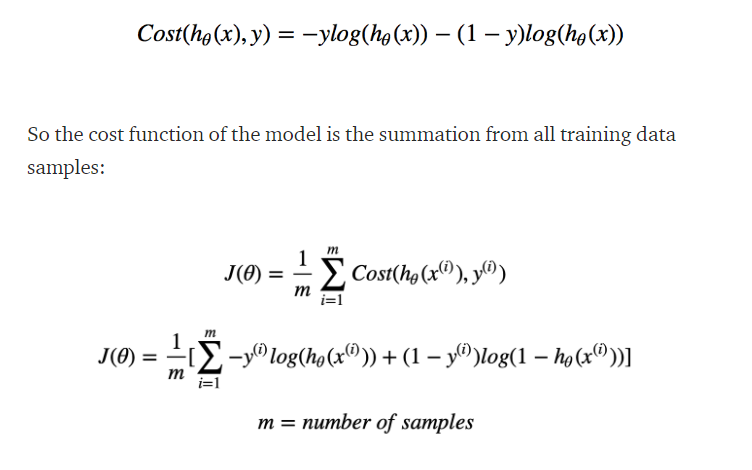 Cost(hθ(x), y) = −ylog(hθ(x)) − (1 − y)log(hθ(x))
So the cost function of the model is the summation from all training data
samples:
J(θ) = 1/m ∑_{i=1}^{m} Cost(hθ(x⁽ⁱ⁾), y⁽ⁱ⁾)
J(θ) = 1/m [∑_{i=1}^{m} −y⁽ⁱ⁾log(hθ(x⁽ⁱ⁾)) + (1 − y⁽ⁱ⁾)log(1 − hθ(x⁽ⁱ⁾))]
m = number of samples